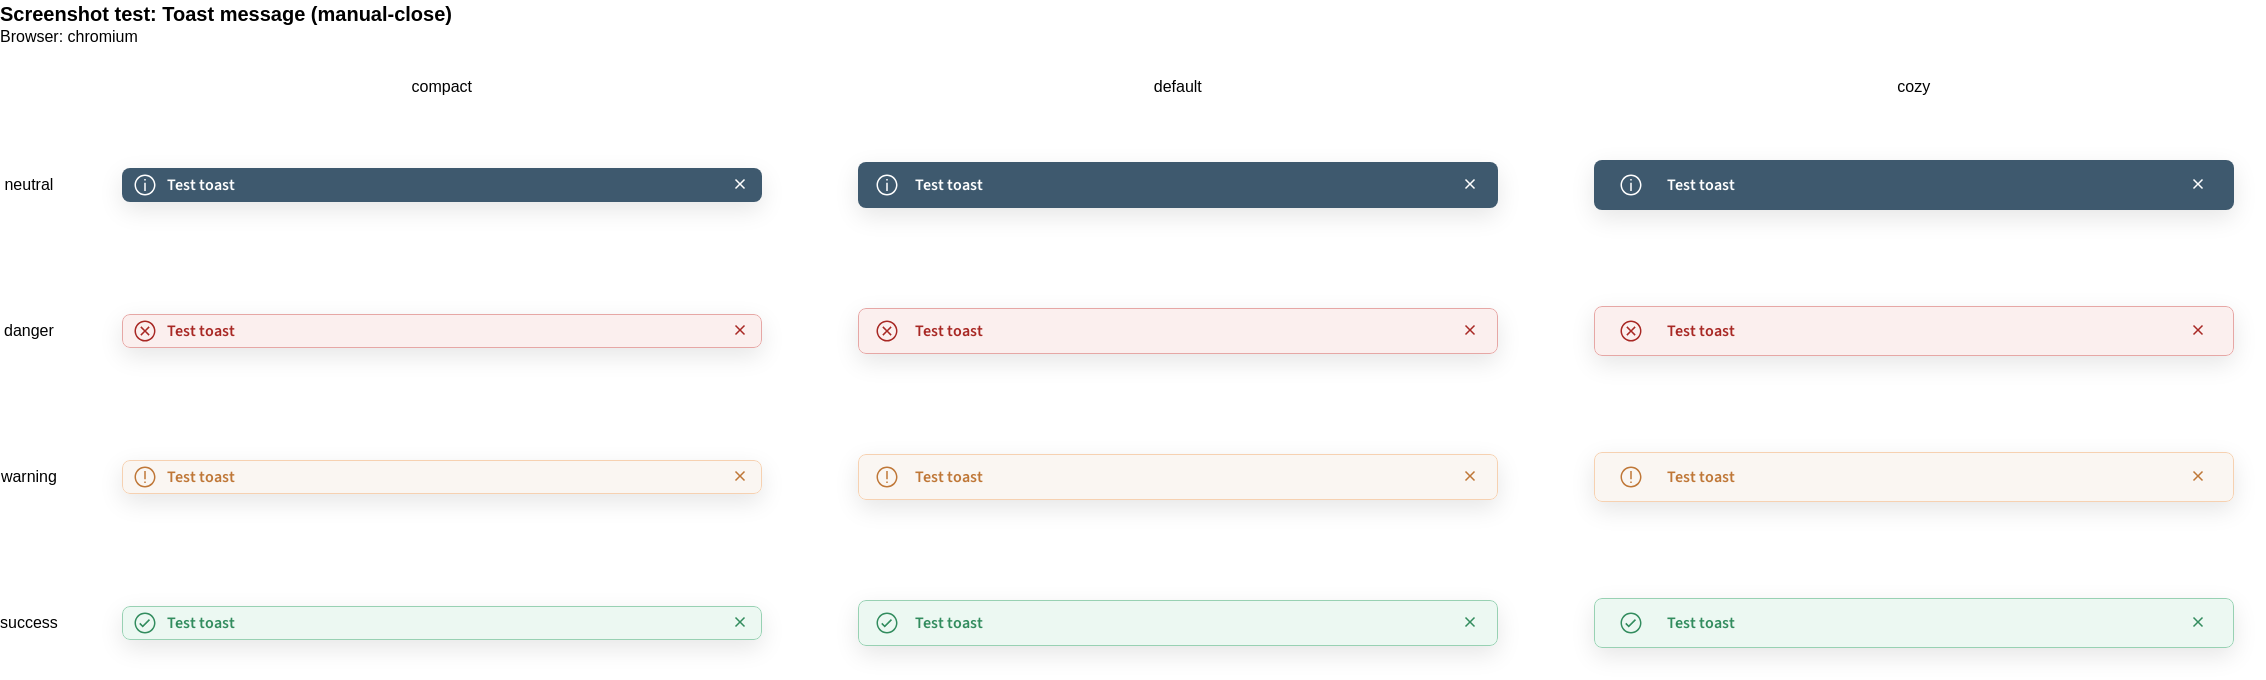 Screenshot test: Toast message (manual-close)
Browser: chromium
compact default cozy
neutral Test toast Test toast Test toast
danger Test toast Test toast Test toast
warning Test toast Test toast Test toast
success Test toast Test toast Test toast